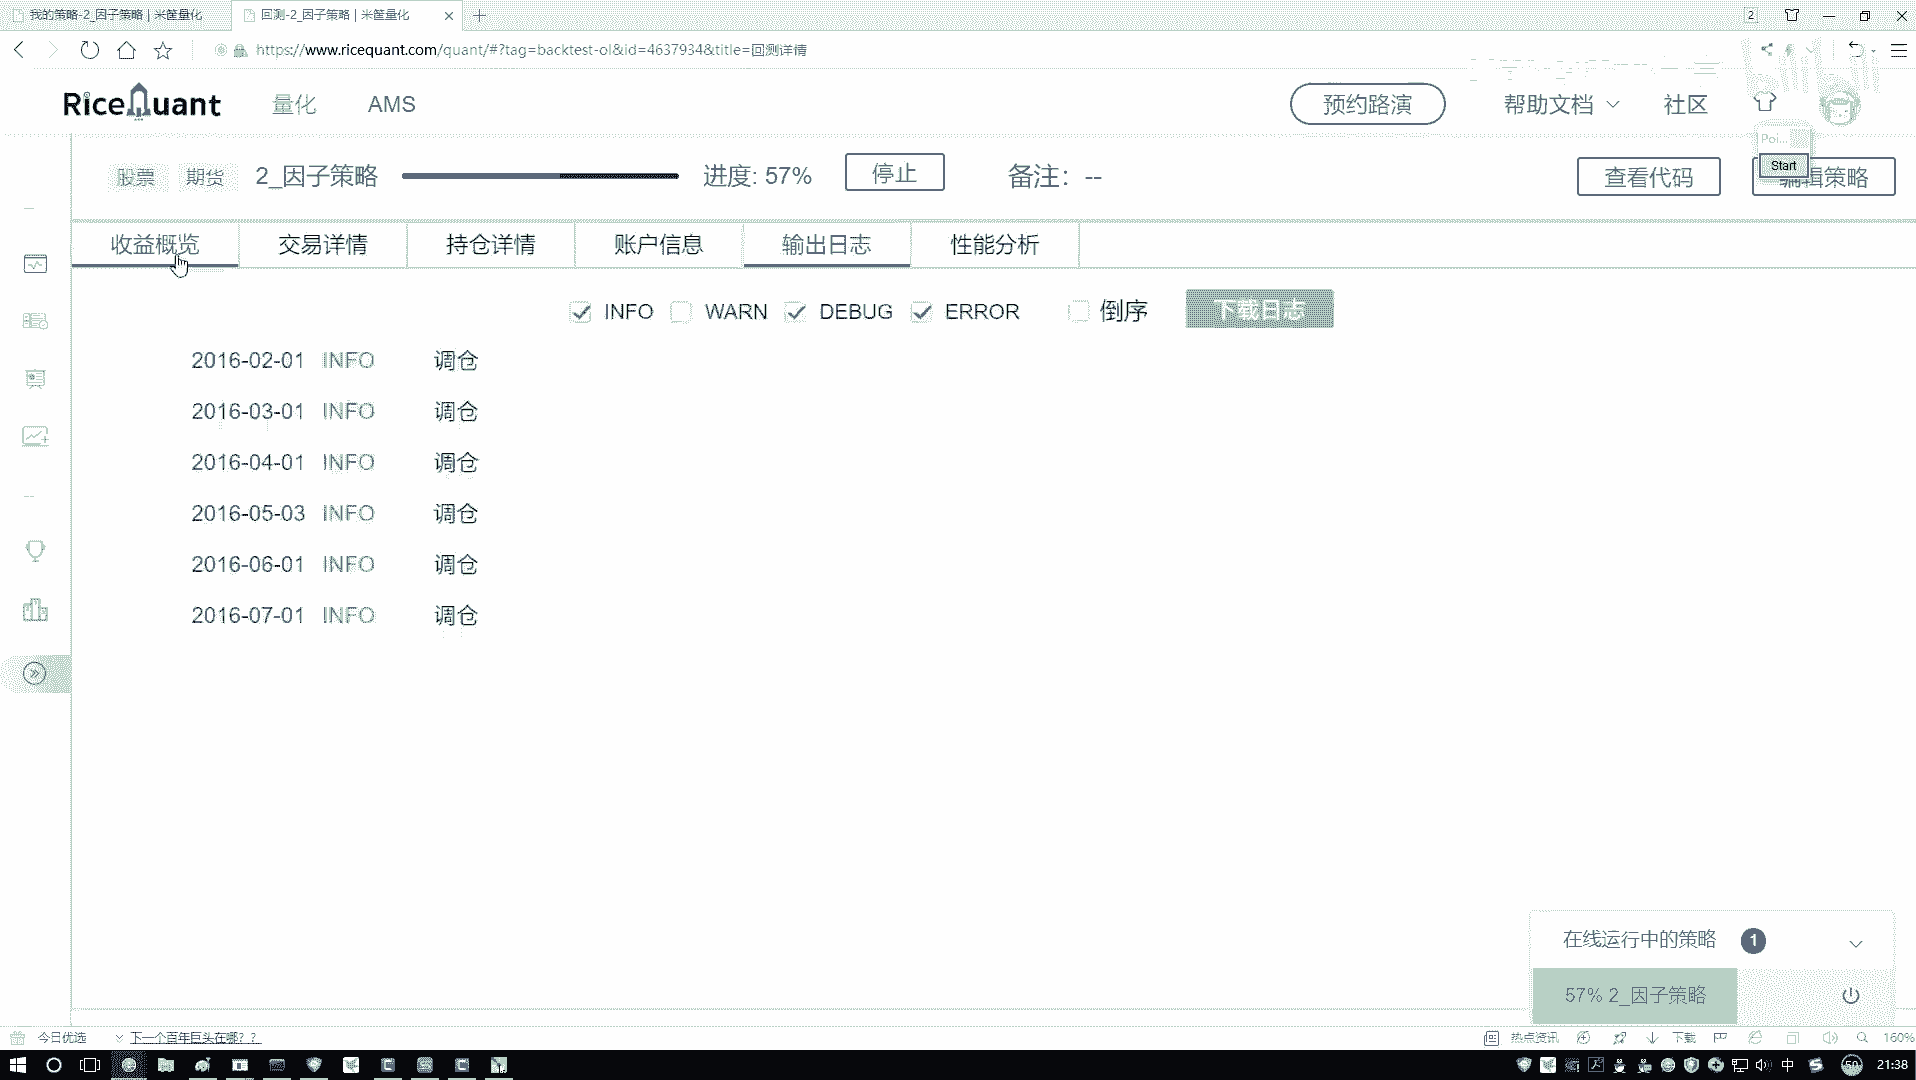 我的策略-2_因子策略 | 米筐量化
回测-2_因子策略 | 米筐量化
2
https://www.ricequant.com/quant/#?tag=backtest-ol&id=4637934&title=回测详情
RiceQuant 量化 AMS 预约路演 帮助文档 社区
Poi...
Start
股票 期货 2_因子策略 进度: 57% 停止 备注: -- 查看代码 编辑策略
收益概览 交易详情 持仓详情 账户信息 输出日志 性能分析
INFO WARN DEBUG ERROR 倒序 下载日志
2016-02-01 INFO 调仓
2016-03-01 INFO 调仓
2016-04-01 INFO 调仓
2016-05-03 INFO 调仓
2016-06-01 INFO 调仓
2016-07-01 INFO 调仓
在线运行中的策略 1
57% 2_因子策略
今日优选 下一个百年巨头在哪？？ 热点资讯 下载 160%
中 50 21:38